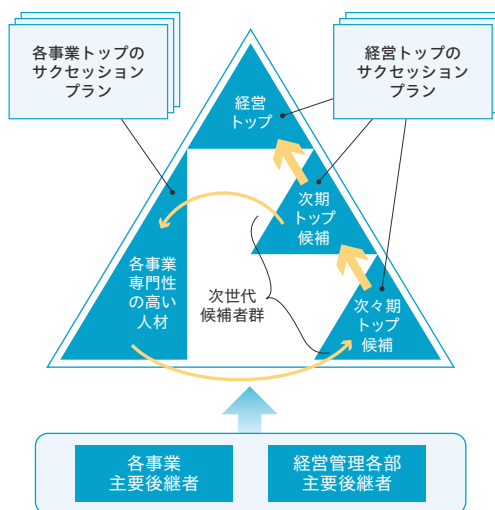 各事業トップの
サクセッション
プラン
経営トップの
サクセッション
プラン
経営
トップ
次期
トップ
候補
各事業
専門性
の高い
人材
次世代
候補者群
次々期
トップ
候補
各事業
主要後継者
経営管理各部
主要後継者